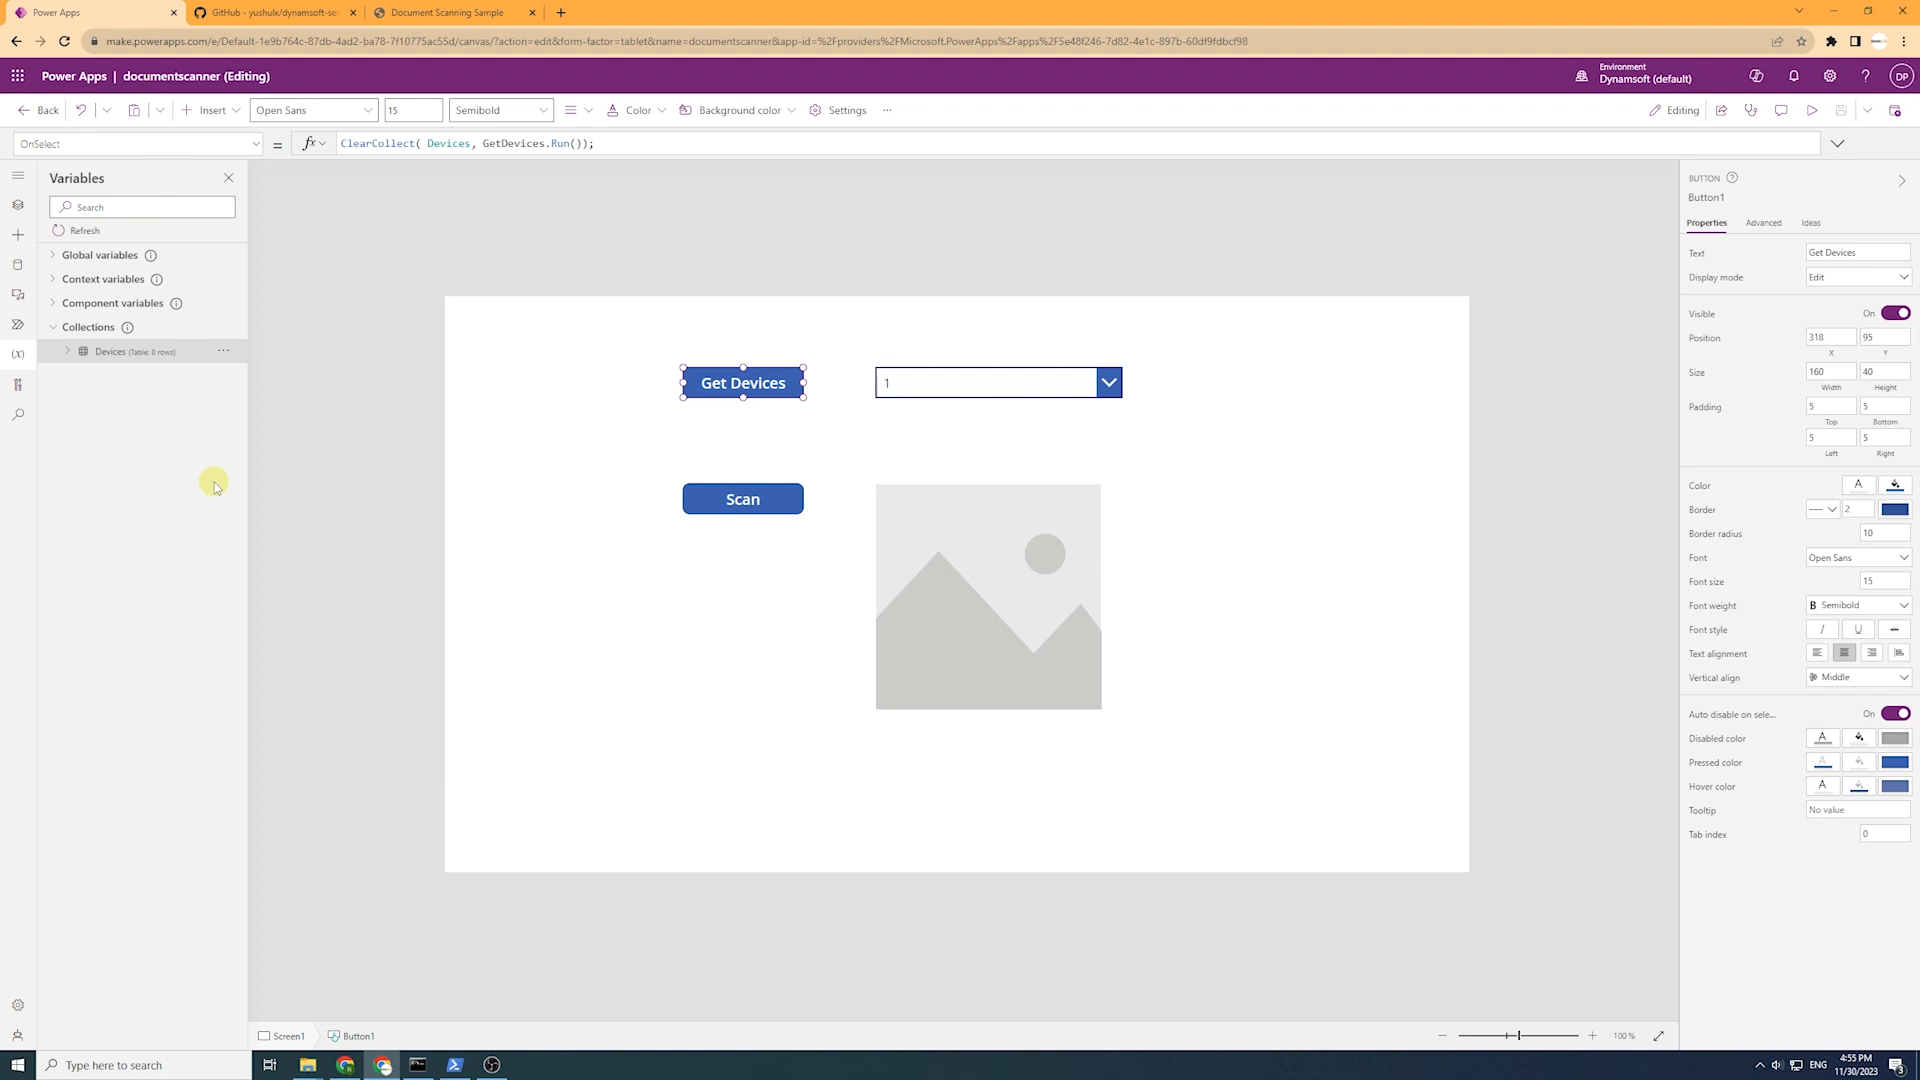 Power Apps
GitHub - yushulx/dynamsoft-ser
Document Scanning Sample
make.powerapps.com/e/Default-1e9b764c-87db-4ad2-ba78-7f10775ac55d/canvas/?action=edit&form-factor=tablet&name=documentscanner&app-id=%2Fproviders%2FMicrosoft.PowerApps%2Fapps%2F5e48f246-7d82-4e1c-897b-60df9fdbcf98
Power Apps | documentscanner (Editing)
Environment
Dynamsoft (default)
DP
Back
Insert
Open Sans
15
Semibold
Color
Background color
Settings
Editing
OnSelect
= fx ClearCollect( Devices, GetDevices.Run());
Variables
Search
Refresh
Global variables
Context variables
Component variables
Collections
(x)
Devices (Table: 8 rows)
Get Devices
1
Scan
BUTTON
Button1
Properties
Advanced
Ideas
Text Get Devices
Display mode Edit
Visible On
Position 318 95
X Y
Size 160 40
Width Height
Padding 5 5
Top Bottom
5 5
Left Right
Color A
Border 2
Border radius 10
Font Open Sans
Font size 15
Font weight B Semibold
Font style / U
Text alignment
Vertical align Middle
Auto disable on sele... On
Disabled color A
Pressed color A
Hover color A
Tooltip No value
Tab index 0
Screen1
Button1
100 %
Type here to search
ENG
4:55 PM
11/30/2023
3